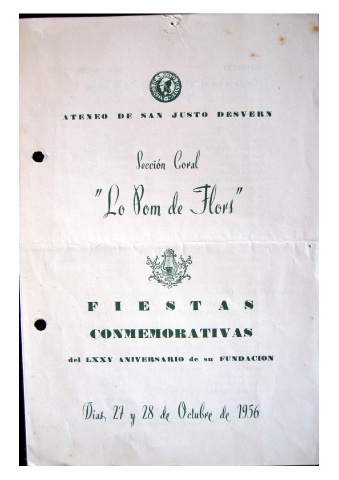 ATENEO DE SAN JUSTO DESVERN
Sección Coral
"Lo Pom de Flors"
FIESTAS
CONMEMORATIVAS
del LXXV ANIVERSARIO de su FUNDACION
Dias, 27 y 28 de Octubre de 1956